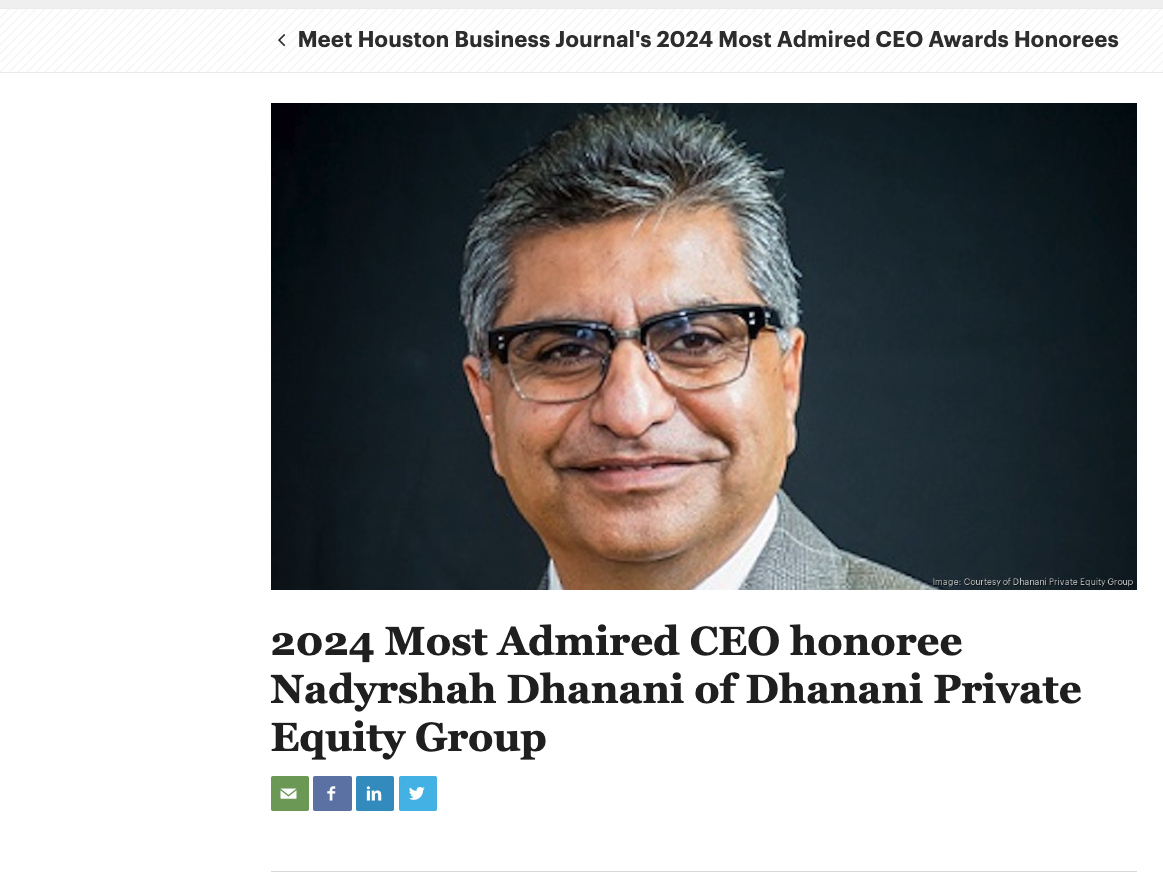 < Meet Houston Business Journal's 2024 Most Admired CEO Awards Honorees
Image: Courtesy of Dhanani Private Equity Group
2024 Most Admired CEO honoree
Nadyrshah Dhanani of Dhanani Private
Equity Group
f in